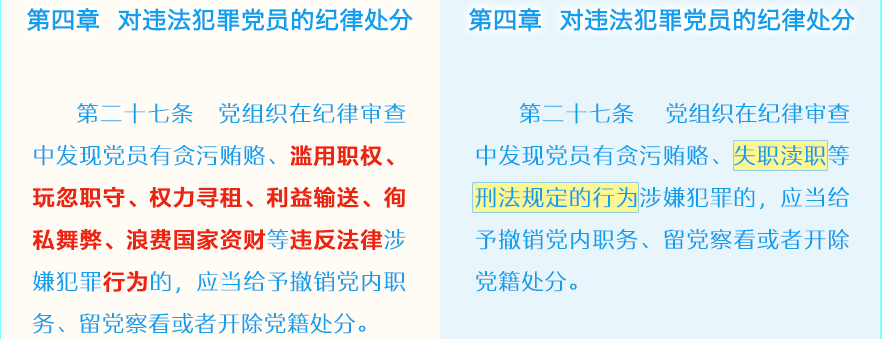 第四章 对违法犯罪党员的纪律处分
第二十七条 党组织在纪律审查
中发现党员有贪污贿赂、滥用职权、
玩忽职守、权力寻租、利益输送、徇
私舞弊、浪费国家资财等违反法律涉
嫌犯罪行为的，应当给予撤销党内职
务、留党察看或者开除党籍处分。
第四章 对违法犯罪党员的纪律处分
第二十七条 党组织在纪律审查
中发现党员有贪污贿赂、失职渎职等
刑法规定的行为涉嫌犯罪的，应当给
予撤销党内职务、留党察看或者开除
党籍处分。